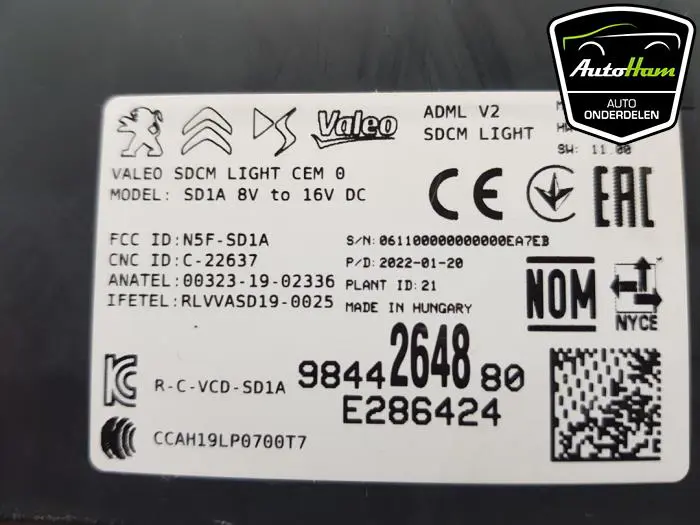 AutoHam
AUTO
ONDERDELEN
Valeo
ADML V2
SDCM LIGHT
SW: 11.00
VALEO SDCM LIGHT CEM 0
MODEL: SD1A 8V to 16V DC
CE
EAC
FCC ID:N5F-SD1A
CNC ID:C-22637
ANATEL:00323-19-02336
IFETEL:RLVVASD19-0025
S/N:061100000000000EA7EB
P/D:2022-01-20
PLANT ID:21
MADE IN HUNGARY
NOM
NYCE
R-C-VCD-SD1A
98442648 80
E286424
CCAH19LP0700T7